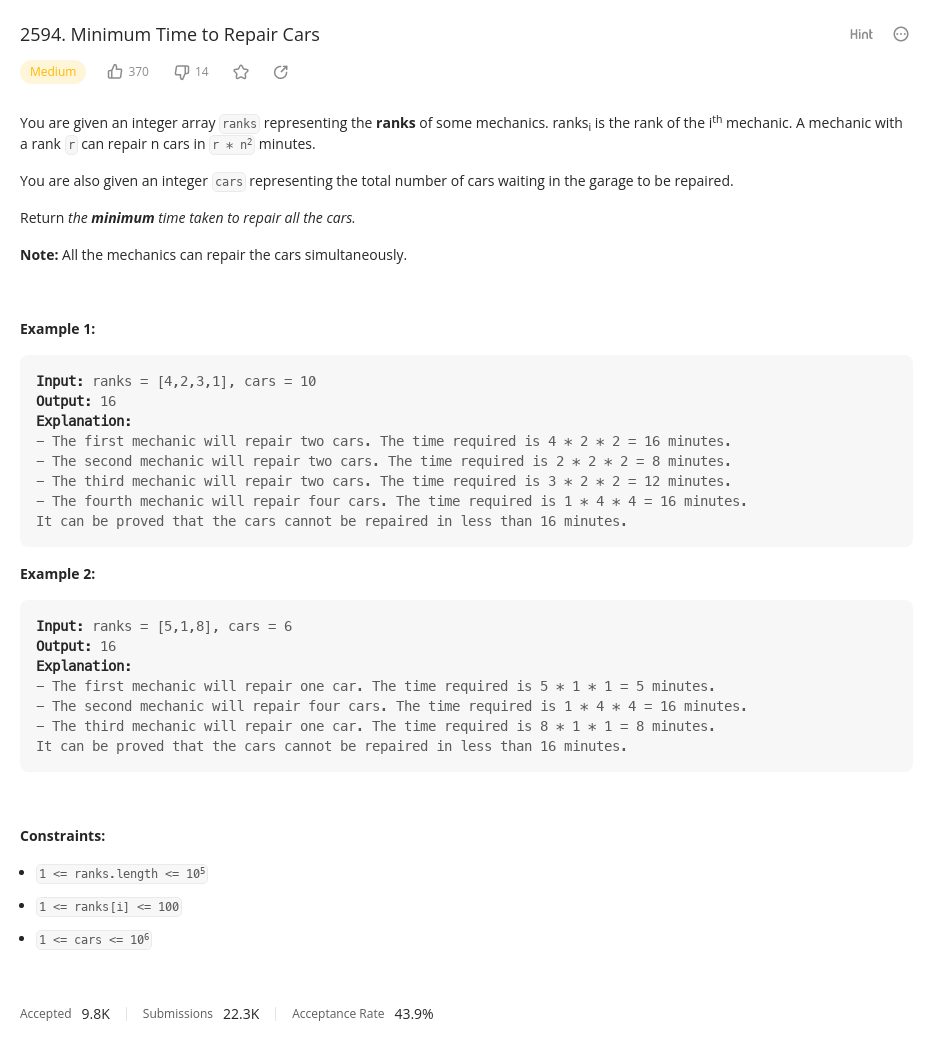 2594. Minimum Time to Repair Cars
Hint
Medium 370 14
You are given an integer array ranks representing the ranks of some mechanics. ranksᵢ is the rank of the iᵗʰ mechanic. A mechanic with
a rank r can repair n cars in r * n² minutes.
You are also given an integer cars representing the total number of cars waiting in the garage to be repaired.
Return the minimum time taken to repair all the cars.
Note: All the mechanics can repair the cars simultaneously.
Example 1:
Input: ranks = [4,2,3,1], cars = 10
Output: 16
Explanation:
– The first mechanic will repair two cars. The time required is 4 * 2 * 2 = 16 minutes.
– The second mechanic will repair two cars. The time required is 2 * 2 * 2 = 8 minutes.
– The third mechanic will repair two cars. The time required is 3 * 2 * 2 = 12 minutes.
– The fourth mechanic will repair four cars. The time required is 1 * 4 * 4 = 16 minutes.
It can be proved that the cars cannot be repaired in less than 16 minutes.
Example 2:
Input: ranks = [5,1,8], cars = 6
Output: 16
Explanation:
– The first mechanic will repair one car. The time required is 5 * 1 * 1 = 5 minutes.
– The second mechanic will repair four cars. The time required is 1 * 4 * 4 = 16 minutes.
– The third mechanic will repair one car. The time required is 8 * 1 * 1 = 8 minutes.
It can be proved that the cars cannot be repaired in less than 16 minutes.
Constraints:
• 1 <= ranks.length <= 10⁵
• 1 <= ranks[i] <= 100
• 1 <= cars <= 10⁶
Accepted 9.8K Submissions 22.3K Acceptance Rate 43.9%